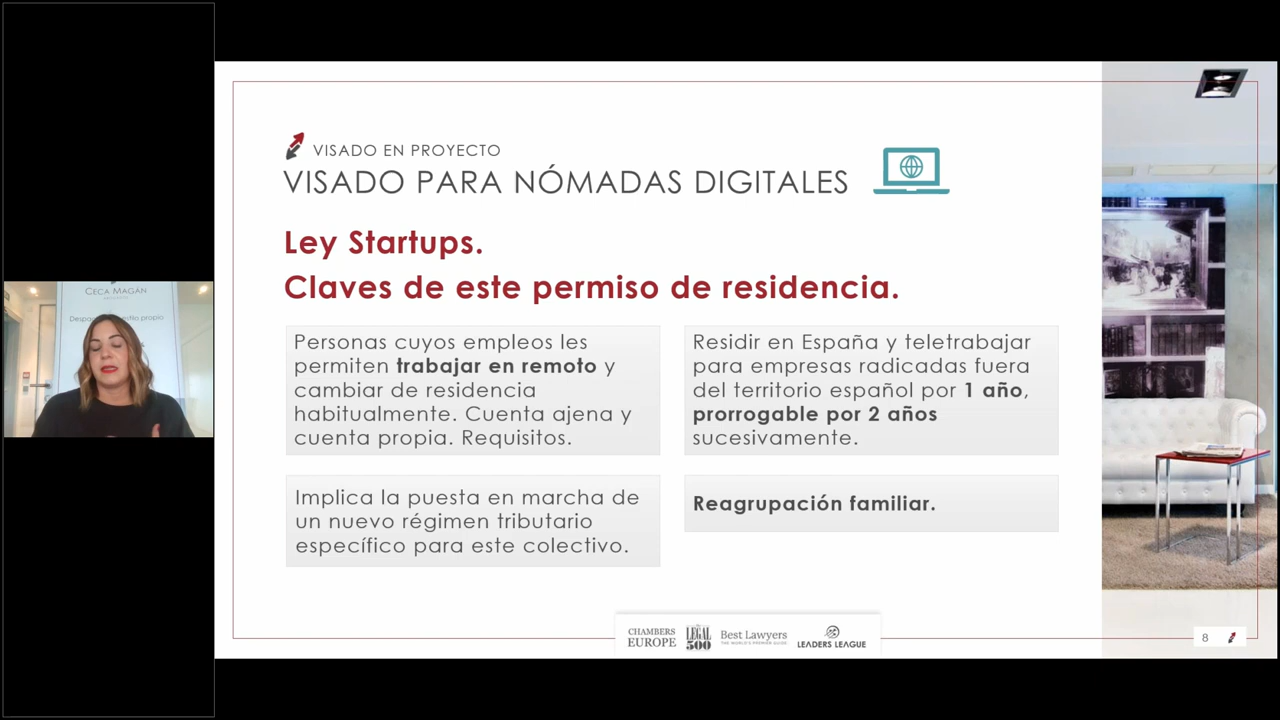 VISADO EN PROYECTO
VISADO PARA NÓMADAS DIGITALES
Ley Startups.
Claves de este permiso de residencia.
Personas cuyos empleos les
permiten trabajar en remoto y
cambiar de residencia
habitualmente. Cuenta ajena y
cuenta propia. Requisitos.
Residir en España y teletrabajar
para empresas radicadas fuera
del territorio español por 1 año,
prorrogable por 2 años
sucesivamente.
Implica la puesta en marcha de
un nuevo régimen tributario
específico para este colectivo.
Reagrupación familiar.
CECA MAGÁN
CHAMBERS
EUROPE
LEGAL
500
Best Lawyers
THE WORLD'S PREMIER GUIDE
LEADERS LEAGUE
8